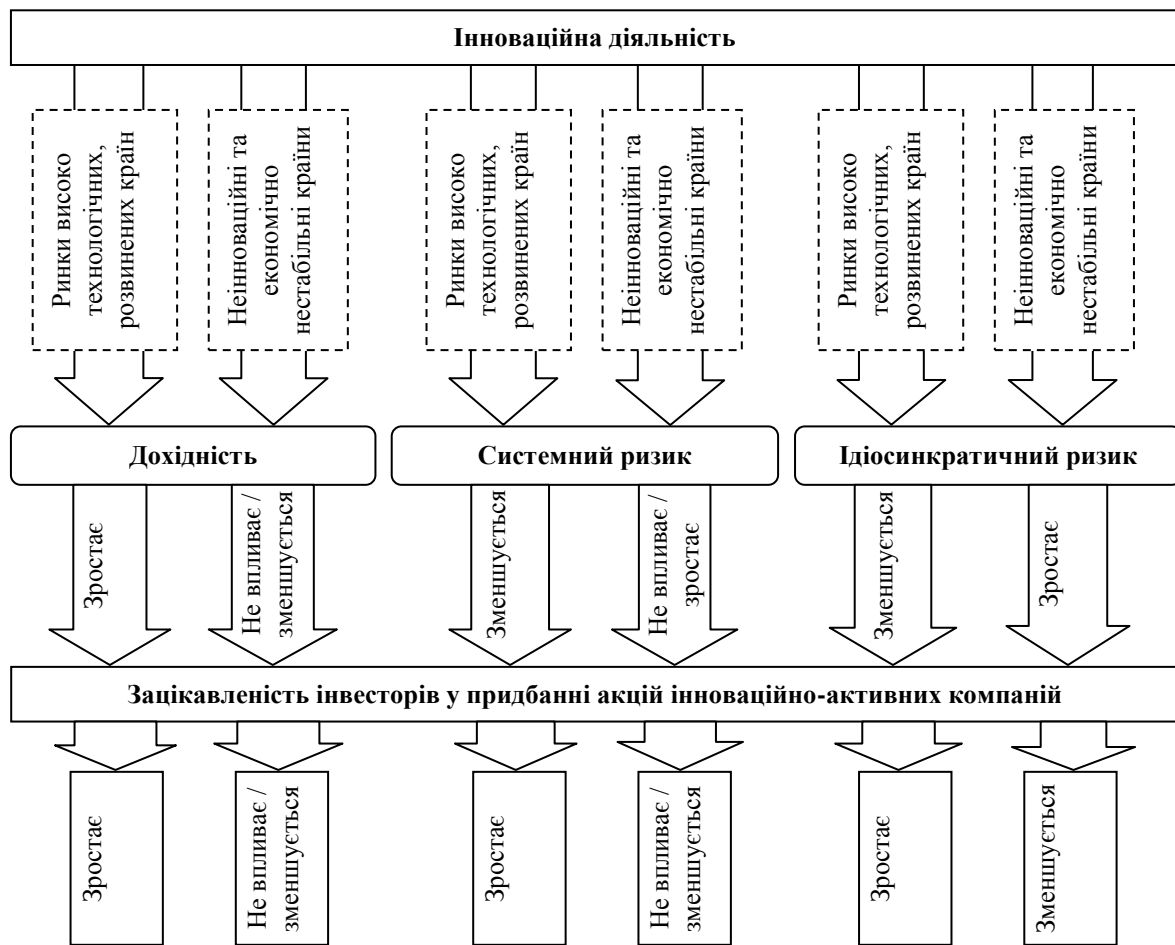 Інноваційна діяльність
Ринки високо
технологічних,
розвинених країн
Неінноваційні та
економічно
нестабільні країни
Ринки високо
технологічних,
розвинених країн
Неінноваційні та
економічно
нестабільні країни
Ринки високо
технологічних,
розвинених країн
Неінноваційні та
економічно
нестабільні країни
Дохідність
Системний ризик
Ідіосинкратичний ризик
Зростає
Не впливає /
зменшується
Зменшується
Не впливає /
зростає
Зменшується
Зростає
Зацікавленість інвесторів у придбанні акцій інноваційно-активних компаній
Зростає
Не впливає /
зменшується
Зростає
Не впливає /
зменшується
Зростає
Зменшується